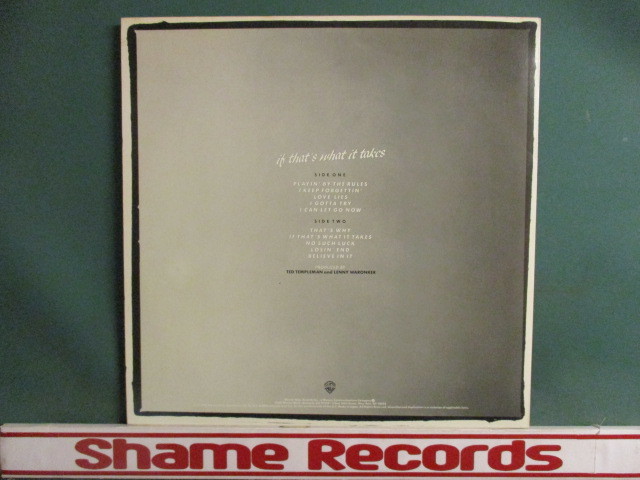 if that's what it takes
SIDE ONE
PLAYIN' BY THE RULES
I KEEP FORGETTIN'
LOVE LIES
I GOTTA TRY
I CAN LET GO NOW
SIDE TWO
THAT'S WHY
IF THAT'S WHAT IT TAKES
NO SUCH LUCK
LOSIN' END
BELIEVE IN IT
PRODUCED BY
TED TEMPLEMAN and LENNY WARONKER
Shame Records